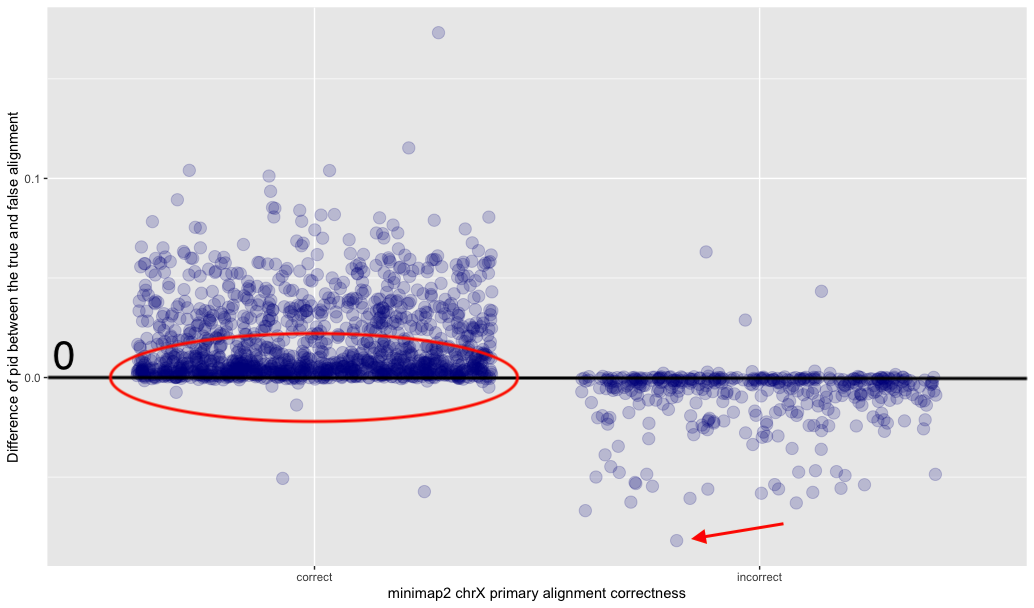 Difference of pid between the true and false alignment
0.1
0
0.0
correct
incorrect
minimap2 chrX primary alignment correctness